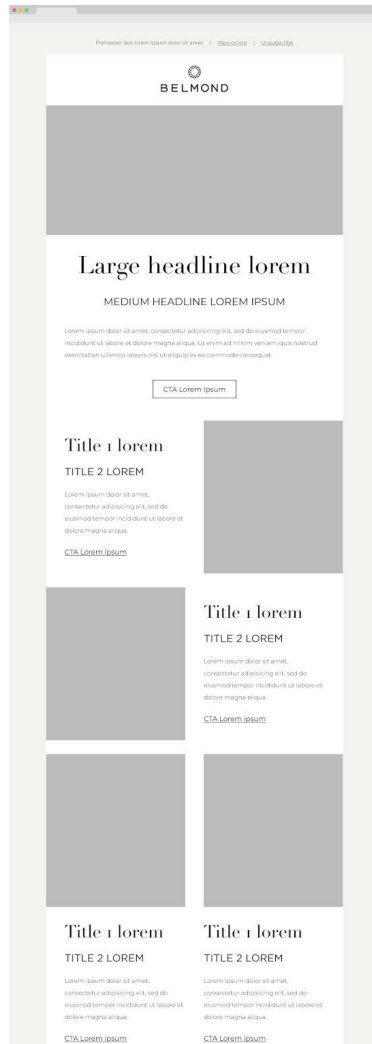 Preheader text lorem ipsum dolor sit amet | View online | Unsubscribe
BELMOND
Large headline lorem
MEDIUM HEADLINE LOREM IPSUM
Lorem ipsum dolor sit amet, consectetur adipisicing elit, sed do eiusmod tempor
incididunt ut labore et dolore magna aliqua. Ut enim ad minim veniam, quis nostrud
exercitation ullamco laboris nisi ut aliquip ex ea commodo consequat.
CTA Lorem Ipsum
Title 1 lorem
TITLE 2 LOREM
Lorem ipsum dolor sit amet,
consectetur adipisicing elit, sed do
eiusmod tempor incididunt ut labore et
dolore magna aliqua.
CTA Lorem ipsum
Title 1 lorem
TITLE 2 LOREM
Lorem ipsum dolor sit amet,
consectetur adipisicing elit, sed do
eiusmod tempor incididunt ut labore et
dolore magna aliqua.
CTA Lorem ipsum
Title 1 lorem
TITLE 2 LOREM
Lorem ipsum dolor sit amet,
consectetur adipisicing elit, sed do
eiusmod tempor incididunt ut labore et
dolore magna aliqua.
CTA Lorem ipsum
Title 1 lorem
TITLE 2 LOREM
Lorem ipsum dolor sit amet,
consectetur adipisicing elit, sed do
eiusmod tempor incididunt ut labore et
dolore magna aliqua.
CTA Lorem ipsum